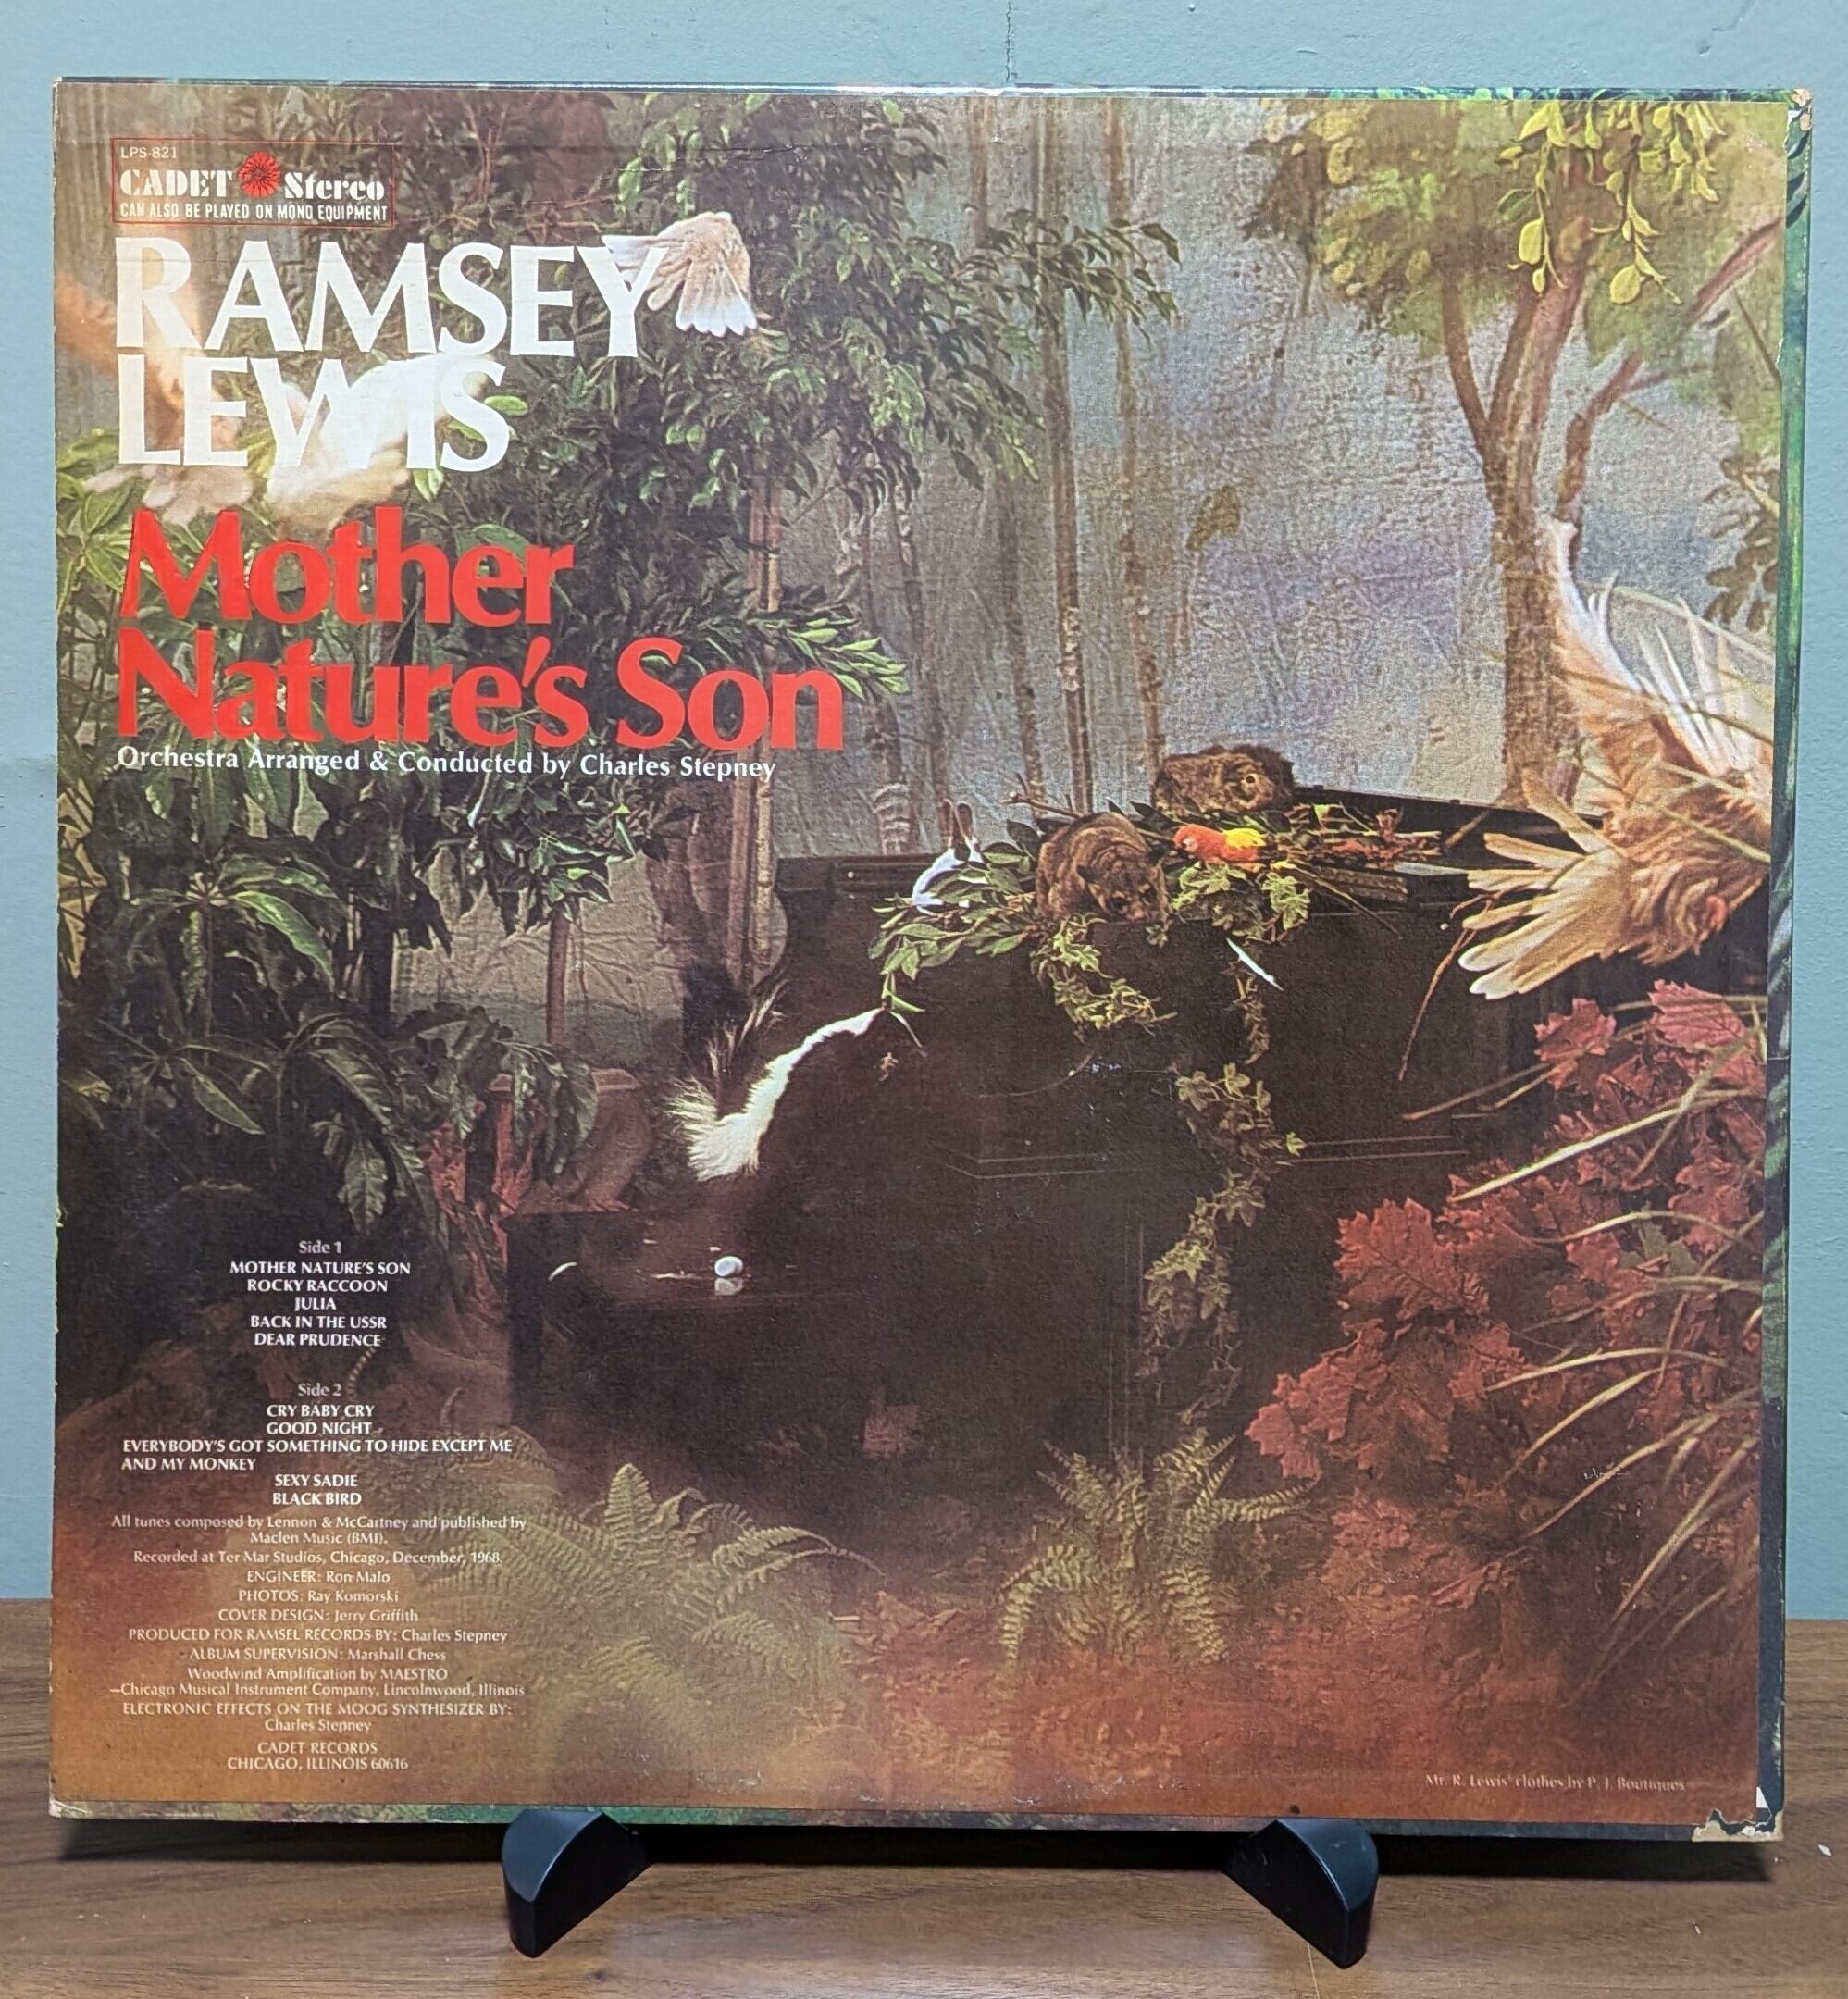 LPS-821
CADET Stereo
CAN ALSO BE PLAYED ON MONO EQUIPMENT
RAMSEY
LEWIS
Mother
Nature's Son
Orchestra Arranged & Conducted by Charles Stepney
Side 1
MOTHER NATURE'S SON
ROCKY RACCOON
JULIA
BACK IN THE USSR
DEAR PRUDENCE
Side 2
CRY BABY CRY
GOOD NIGHT
EVERYBODY'S GOT SOMETHING TO HIDE EXCEPT ME
AND MY MONKEY
SEXY SADIE
BLACK BIRD
All tunes composed by Lennon & McCartney and published by
Maclen Music (BMI).
Recorded at Ter Mar Studios, Chicago, December, 1968.
ENGINEER: Ron Malo
PHOTOS: Ray Komorski
COVER DESIGN: Jerry Griffith
PRODUCED FOR RAMSEL RECORDS BY: Charles Stepney
ALBUM SUPERVISION: Marshall Chess
Woodwind Amplification by MAESTRO
—Chicago Musical Instrument Company, Lincolnwood, Illinois
ELECTRONIC EFFECTS ON THE MOOG SYNTHESIZER BY:
Charles Stepney
CADET RECORDS
CHICAGO, ILLINOIS 60616
Mr. R. Lewis' clothes by P. J. Boutiques